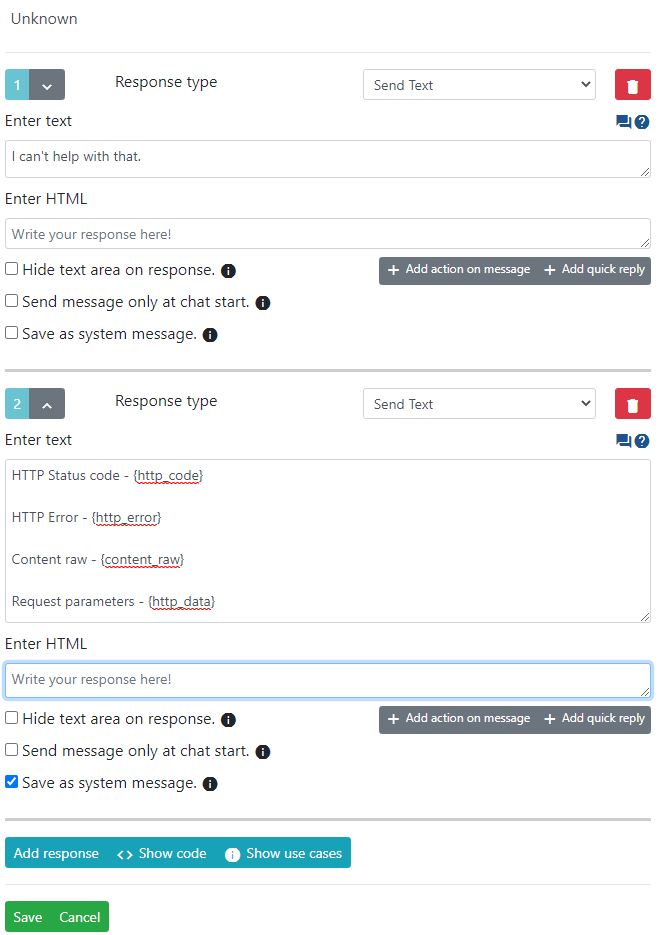 Unknown
1 Response type Send Text
Enter text
I can't help with that.
Enter HTML
Write your response here!
Hide text area on response. Add action on message Add quick reply
Send message only at chat start.
Save as system message.
2 Response type Send Text
Enter text
HTTP Status code - {http_code}
HTTP Error - {http_error}
Content raw - {content_raw}
Request parameters - {http_data}
Enter HTML
Write your response here!
Hide text area on response. Add action on message Add quick reply
Send message only at chat start.
Save as system message.
Add response Show code Show use cases
Save Cancel